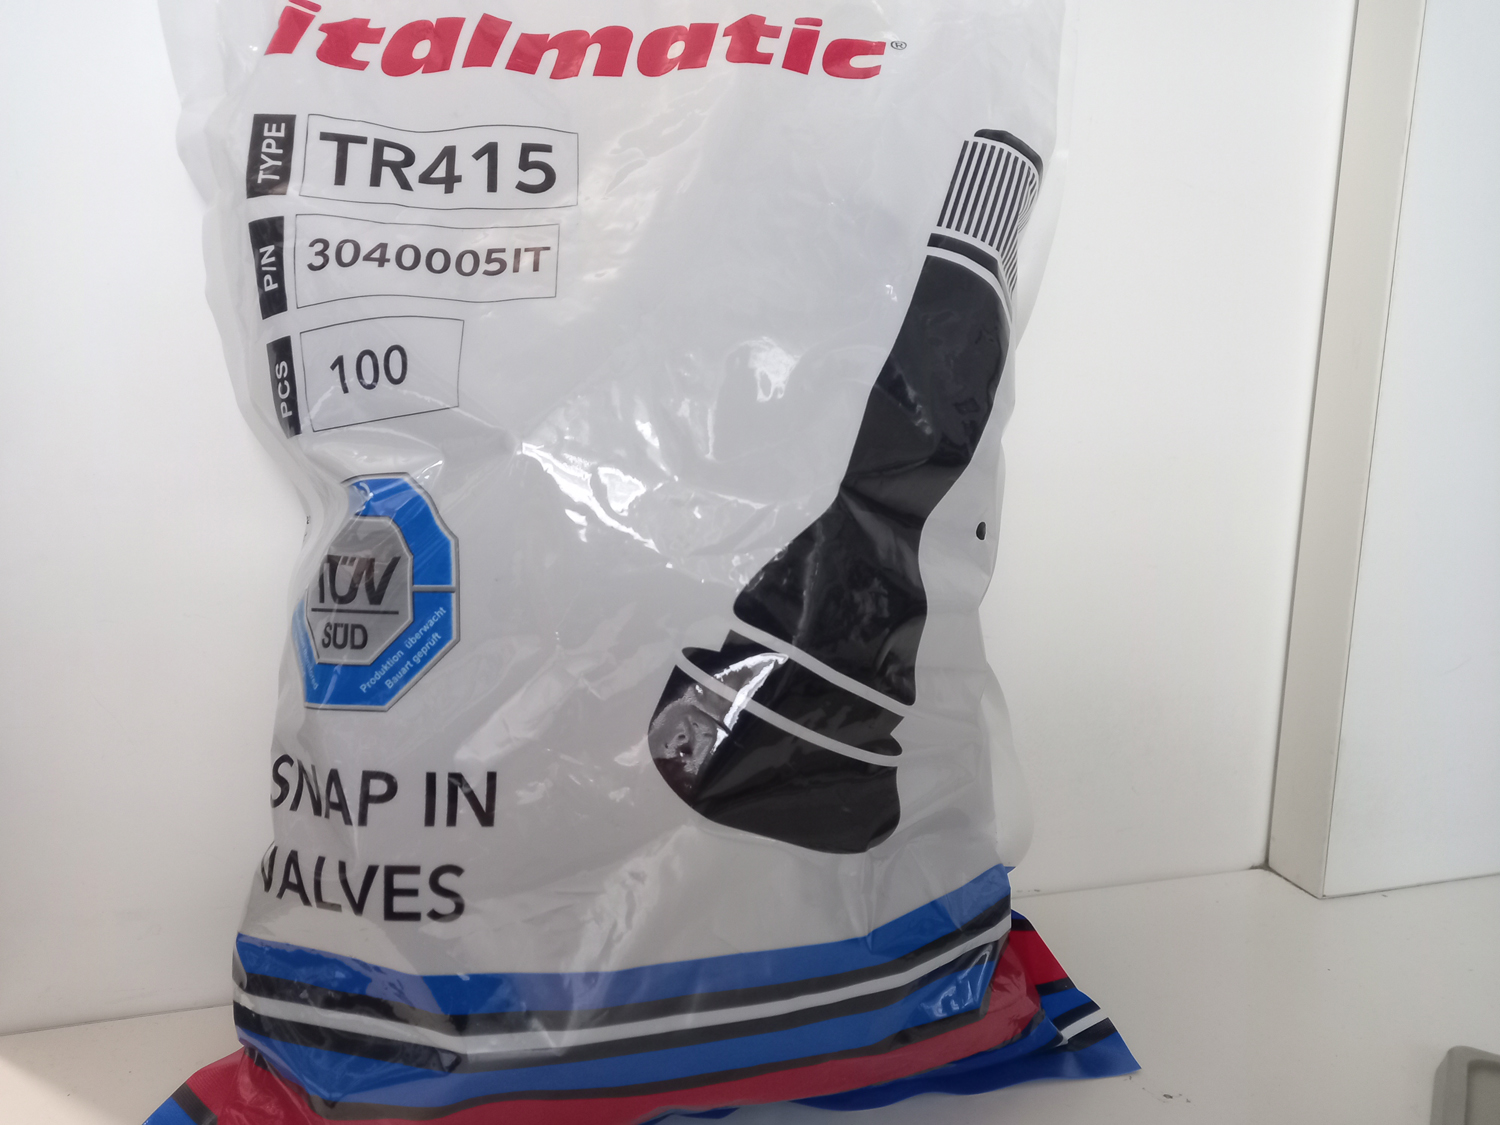 italmatic®
TYPE TR415
P/N 3040005IT
PCS 100
TÜV
SÜD
Produktion überwacht
Bauart geprüft
SNAP IN
VALVES